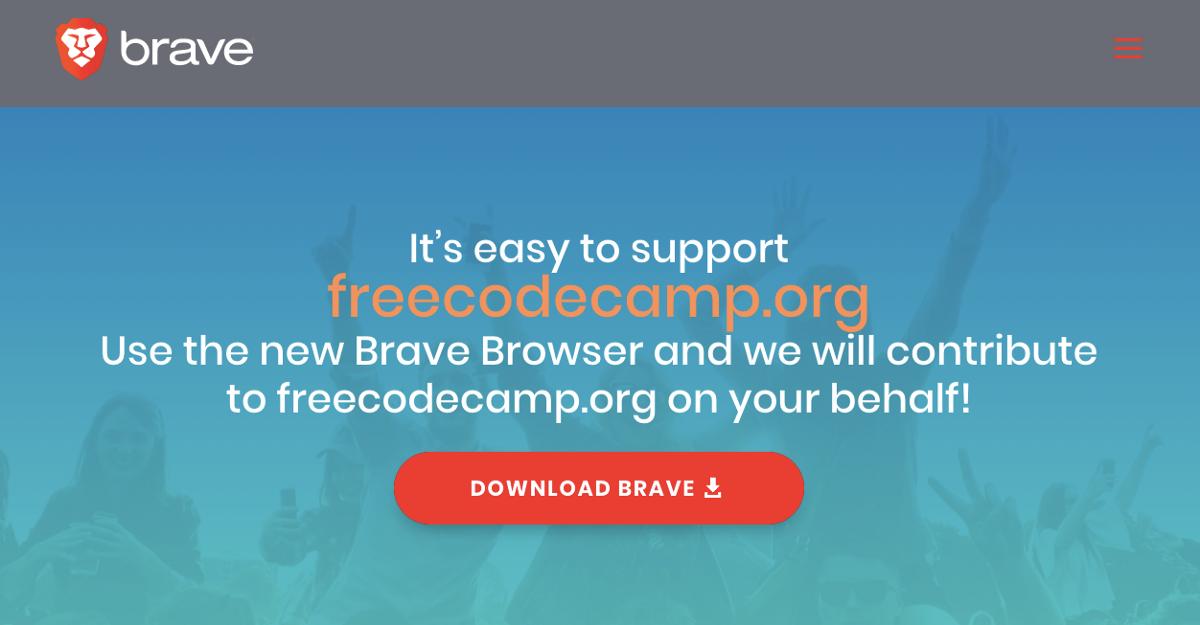 brave
It’s easy to support
freecodecamp.org
Use the new Brave Browser and we will contribute
to freecodecamp.org on your behalf!
DOWNLOAD BRAVE